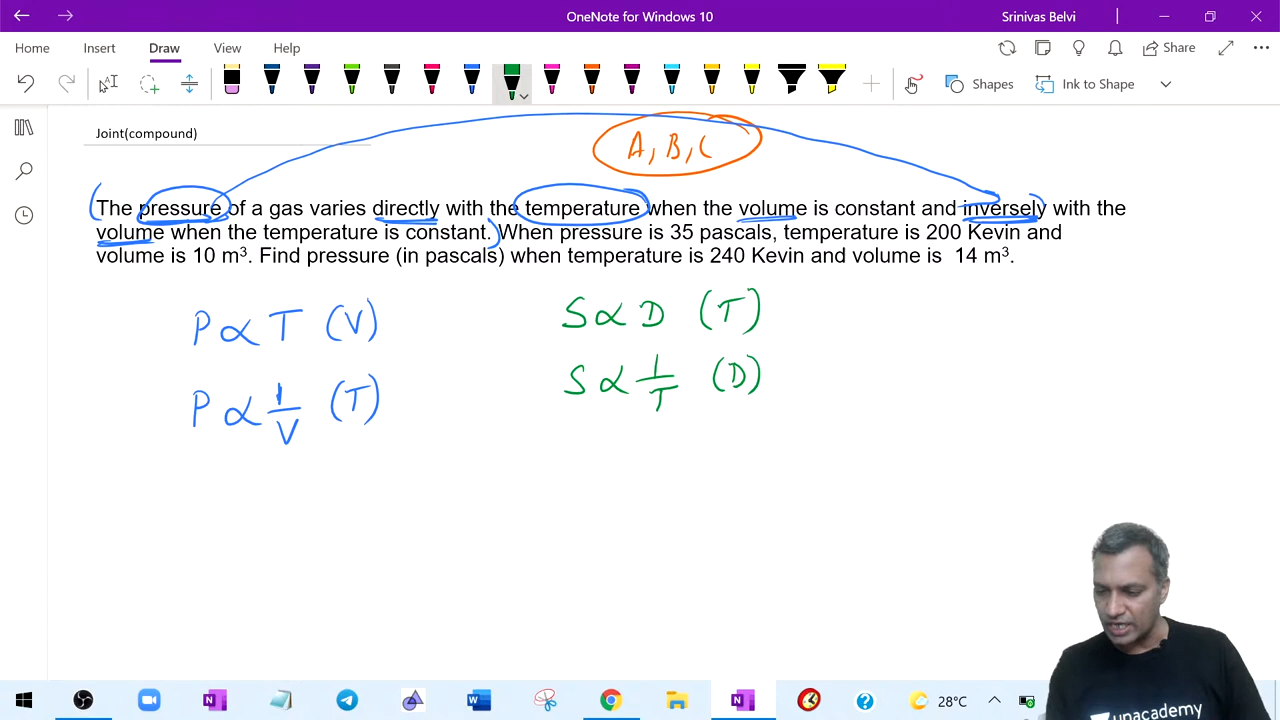 OneNote for Windows 10
Srinivas Belvi
Home Insert Draw View Help
Share
Shapes
Ink to Shape
Joint(compound)
A, B, C
The pressure of a gas varies directly with the temperature when the volume is constant and inversely with the
volume when the temperature is constant. When pressure is 35 pascals, temperature is 200 Kevin and
volume is 10 m³. Find pressure (in pascals) when temperature is 240 Kevin and volume is 14 m³.
P ∝ T (V)
P ∝ 1/V (T)
S ∝ D (T)
S ∝ 1/T (D)
28°C
unacademy